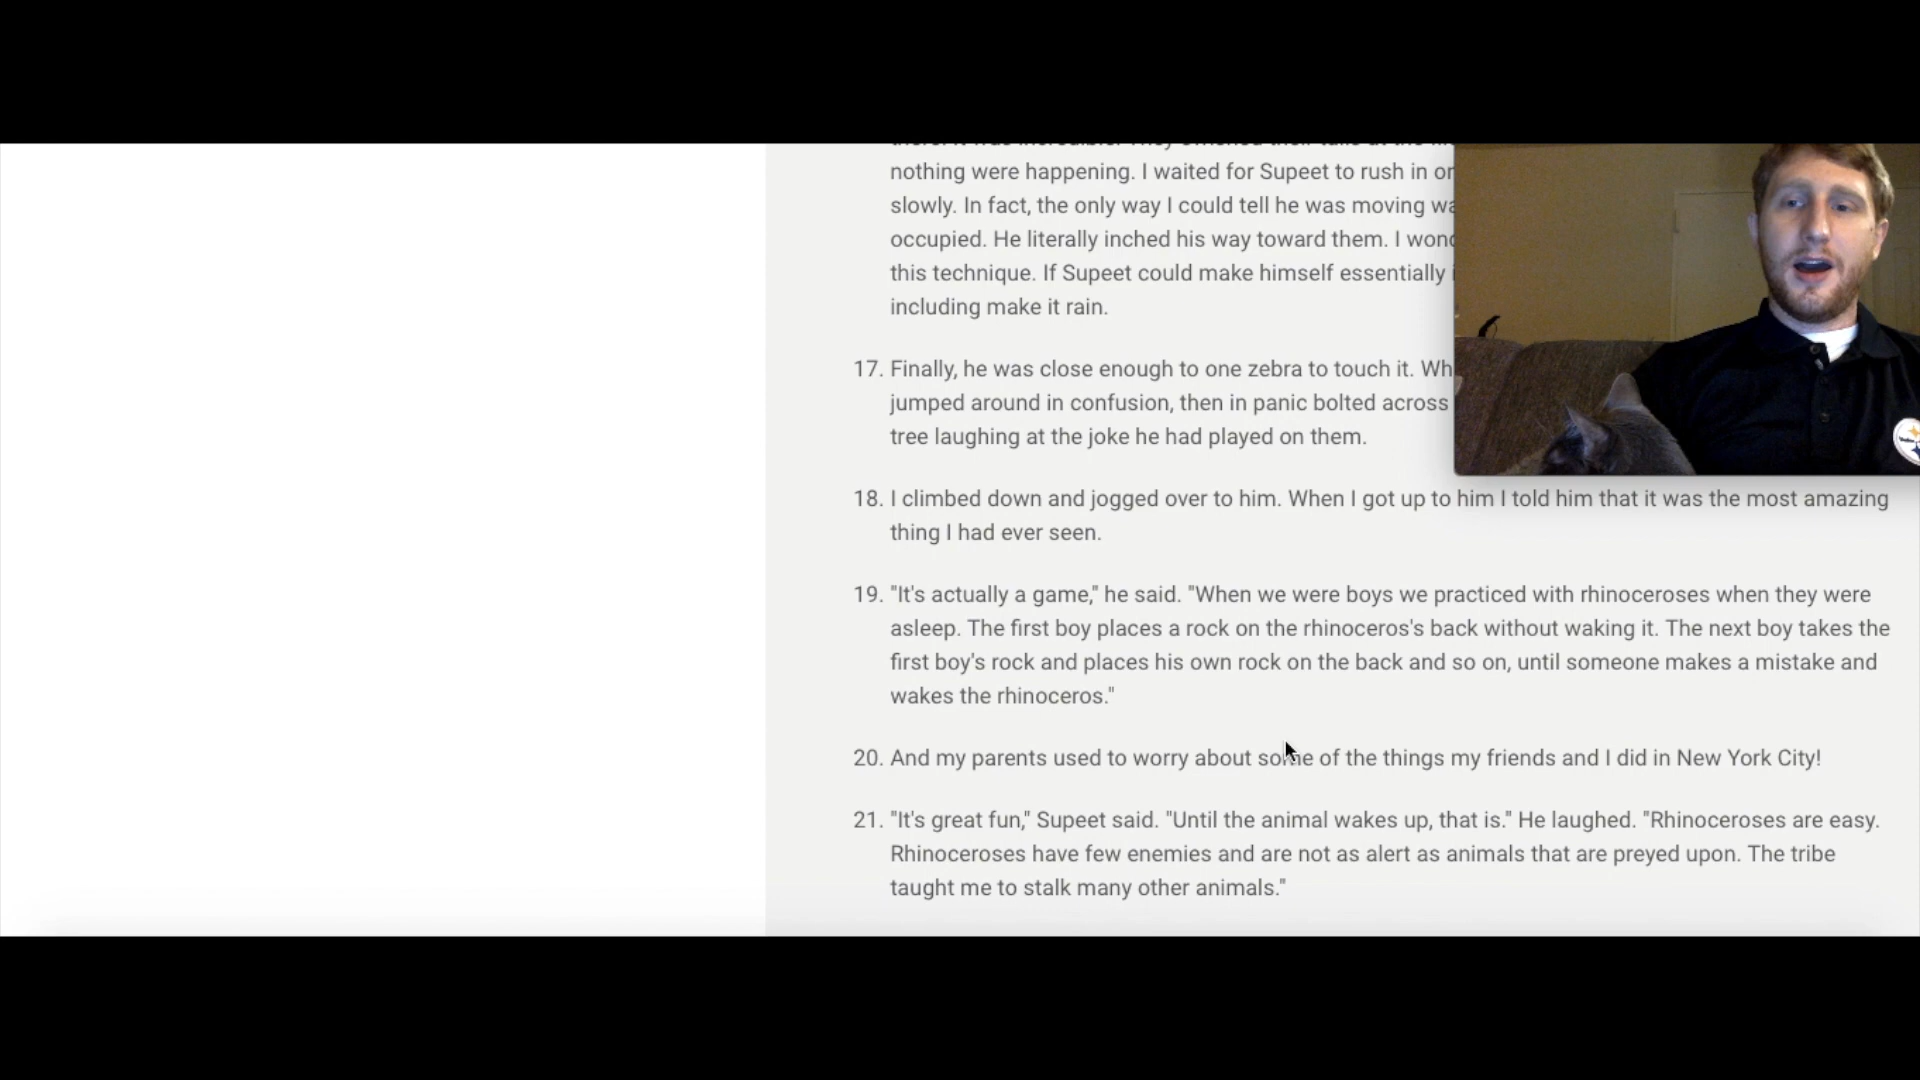 nothing were happening. I waited for Supeet to rush in or
slowly. In fact, the only way I could tell he was moving
occupied. He literally inched his way toward them. I
this technique. If Supeet could make himself essentially
including make it rain.
17. Finally, he was close enough to one zebra to touch it.
jumped around in confusion, then in panic bolted across
tree laughing at the joke he had played on them.
18. I climbed down and jogged over to him. When I got up to him I told him that it was the most amazing
thing I had ever seen.
19. "It's actually a game," he said. "When we were boys we practiced with rhinoceroses when they were
asleep. The first boy places a rock on the rhinoceros's back without waking it. The next boy takes the
first boy's rock and places his own rock on the back and so on, until someone makes a mistake and
wakes the rhinoceros."
20. And my parents used to worry about some of the things my friends and I did in New York City!
21. "It's great fun," Supeet said. "Until the animal wakes up, that is." He laughed. "Rhinoceroses are easy.
Rhinoceroses have few enemies and are not as alert as animals that are preyed upon. The tribe
taught me to stalk many other animals."